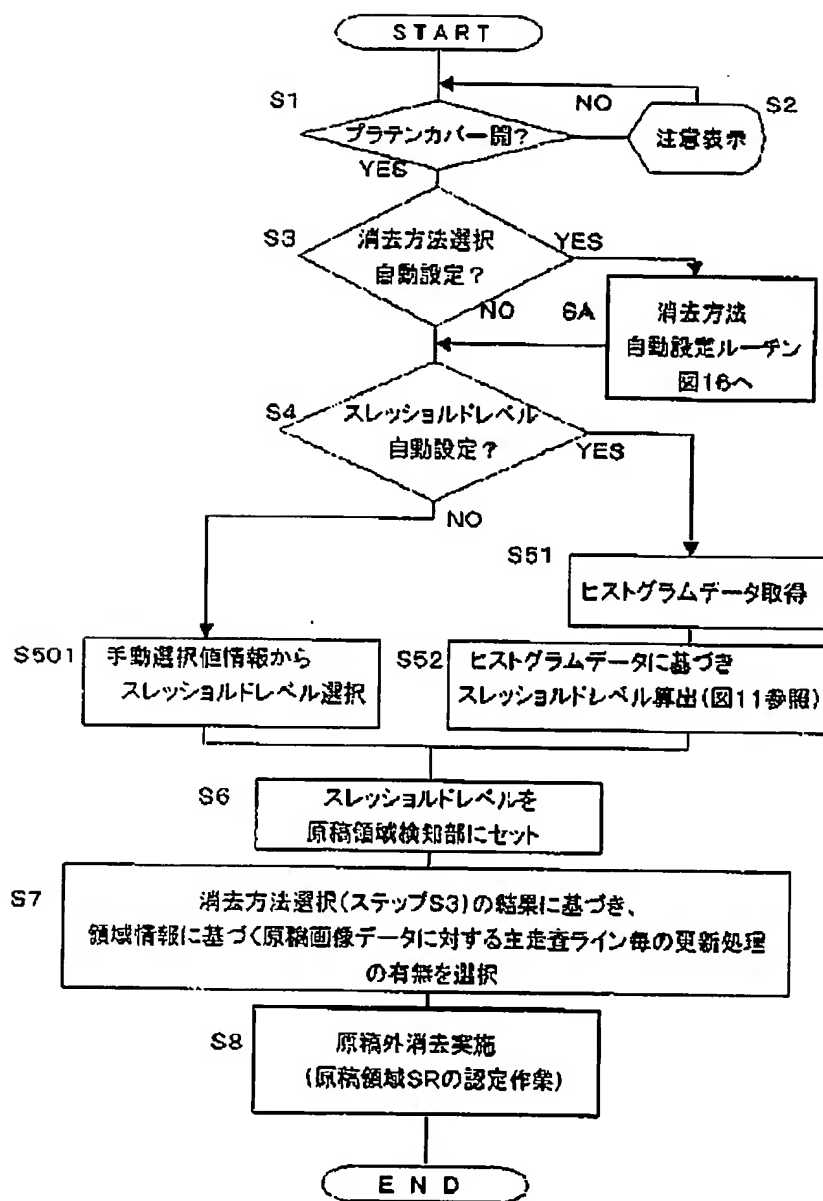 START
S1
NO
S2
プラテンカバー開?
注意表示
YES
S3
消去方法選択
自動設定?
YES
NO
SA
消去方法
自動設定ルーチン
図16へ
S4
スレッショルドレベル
自動設定?
YES
NO
S51
ヒストグラムデータ取得
S501
手動選択値情報から
スレッショルドレベル選択
S52
ヒストグラムデータに基づき
スレッショルドレベル算出(図11参照)
S6
スレッショルドレベルを
原稿領域検知部にセット
S7
消去方法選択(ステップS3)の結果に基づき、
領域情報に基づく原稿画像データに対する主走査ライン毎の更新処理
の有無を選択
S8
原稿外消去実施
(原稿領域SRの認定作業)
END